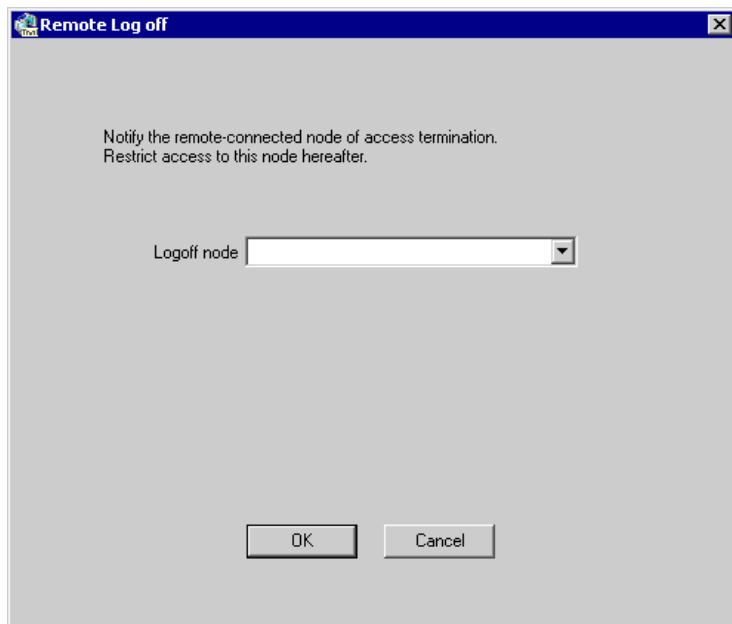 Remote Log off
Notify the remote-connected node of access termination.
Restrict access to this node hereafter.
Logoff node
OK
Cancel